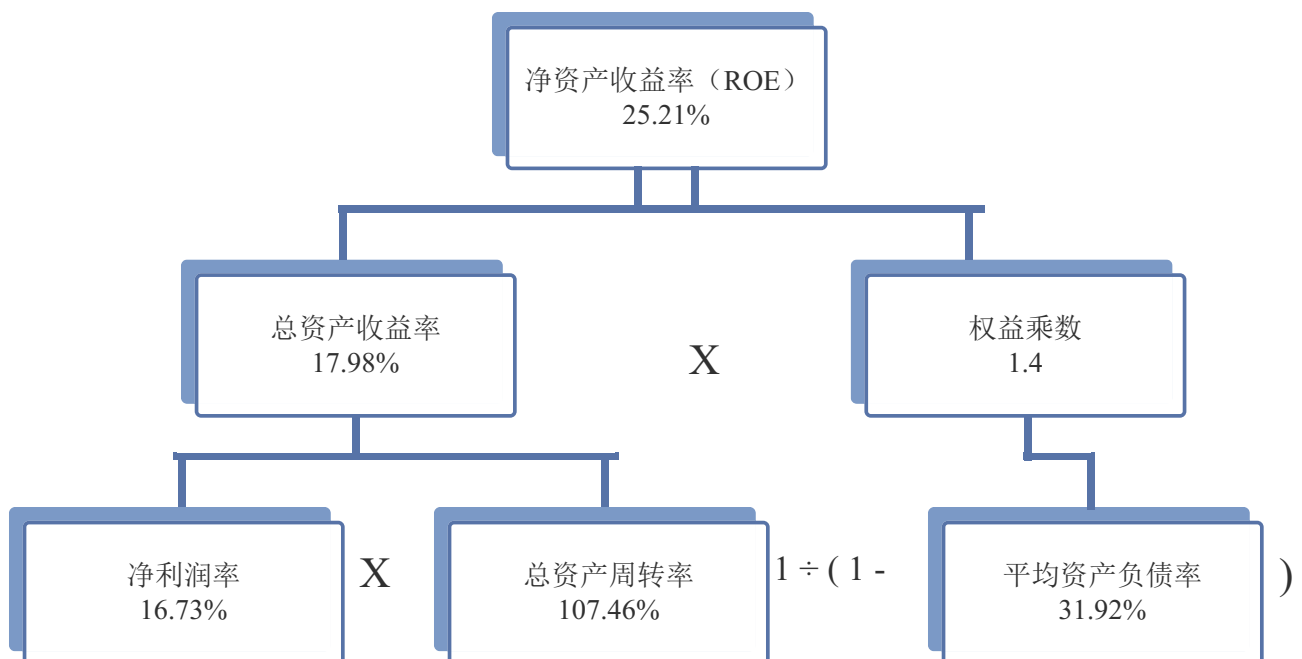 净资产收益率（ROE）
25.21%
总资产收益率
17.98%
X
权益乘数
1.4
净利润率
16.73%
X
总资产周转率
107.46%
1 ÷ ( 1 -
平均资产负债率
31.92%
)